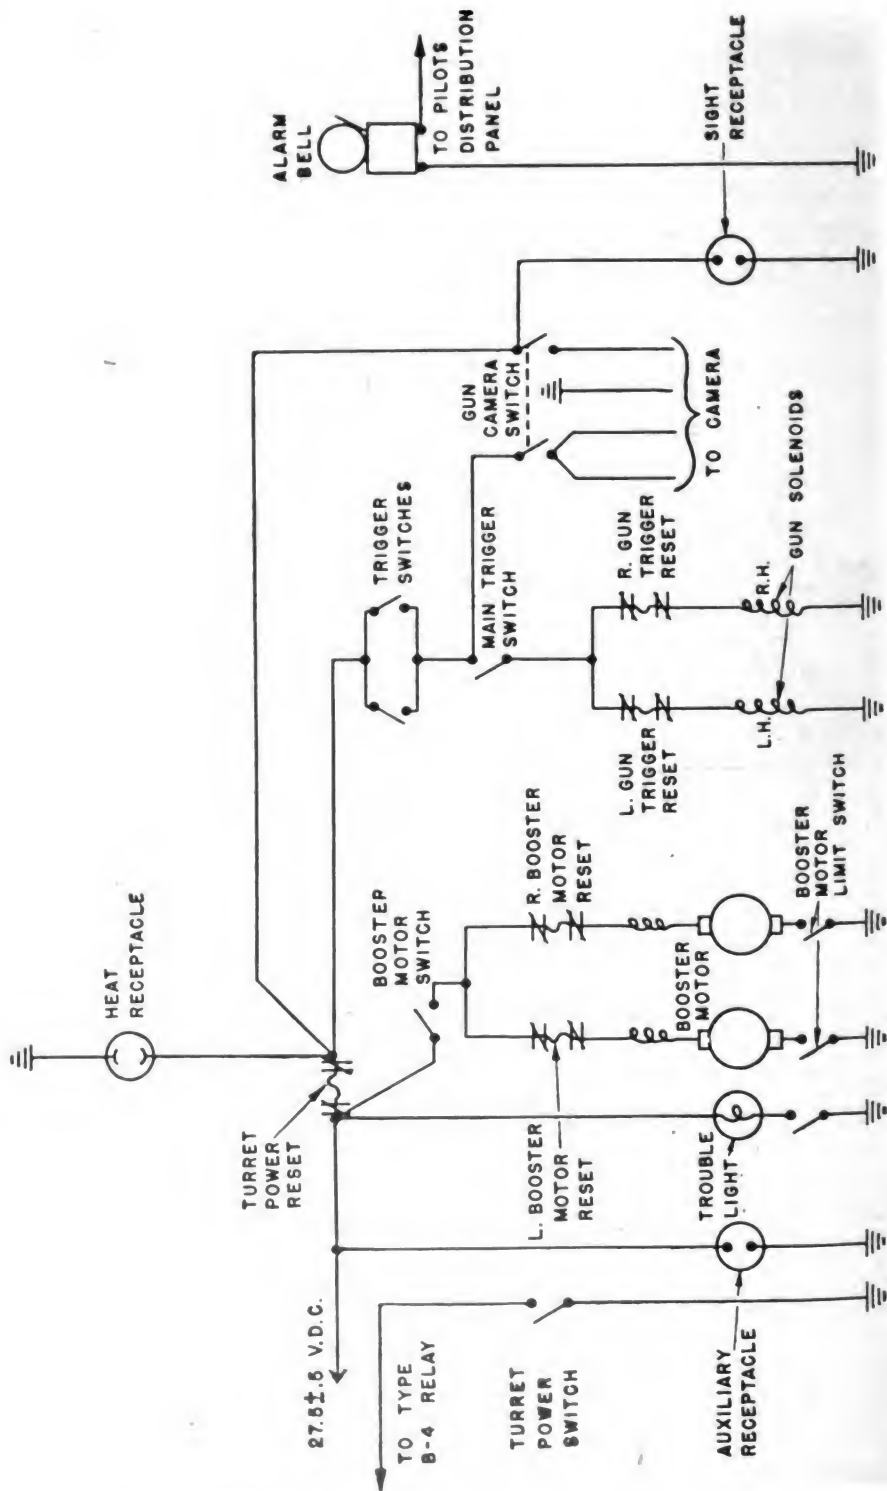 ALARM
BELL
TO PILOTS
DISTRIBUTION
PANEL
HEAT
RECEPTACLE
TURRET
POWER
RESET
27.5±.5 V.D.C.
TO TYPE
B-4 RELAY
TURRET
POWER
SWITCH
AUXILIARY
RECEPTACLE
TROUBLE
LIGHT
L. BOOSTER
MOTOR
RESET
BOOSTER
MOTOR
SWITCH
R. BOOSTER
MOTOR
RESET
BOOSTER
MOTOR
BOOSTER
MOTOR
LIMIT SWITCH
TRIGGER
SWITCHES
MAIN TRIGGER
SWITCH
L. GUN
TRIGGER
RESET
R. GUN
TRIGGER
RESET
L.H.
R.H.
GUN SOLENOIDS
GUN
CAMERA
SWITCH
TO CAMERA
SIGHT
RECEPTACLE